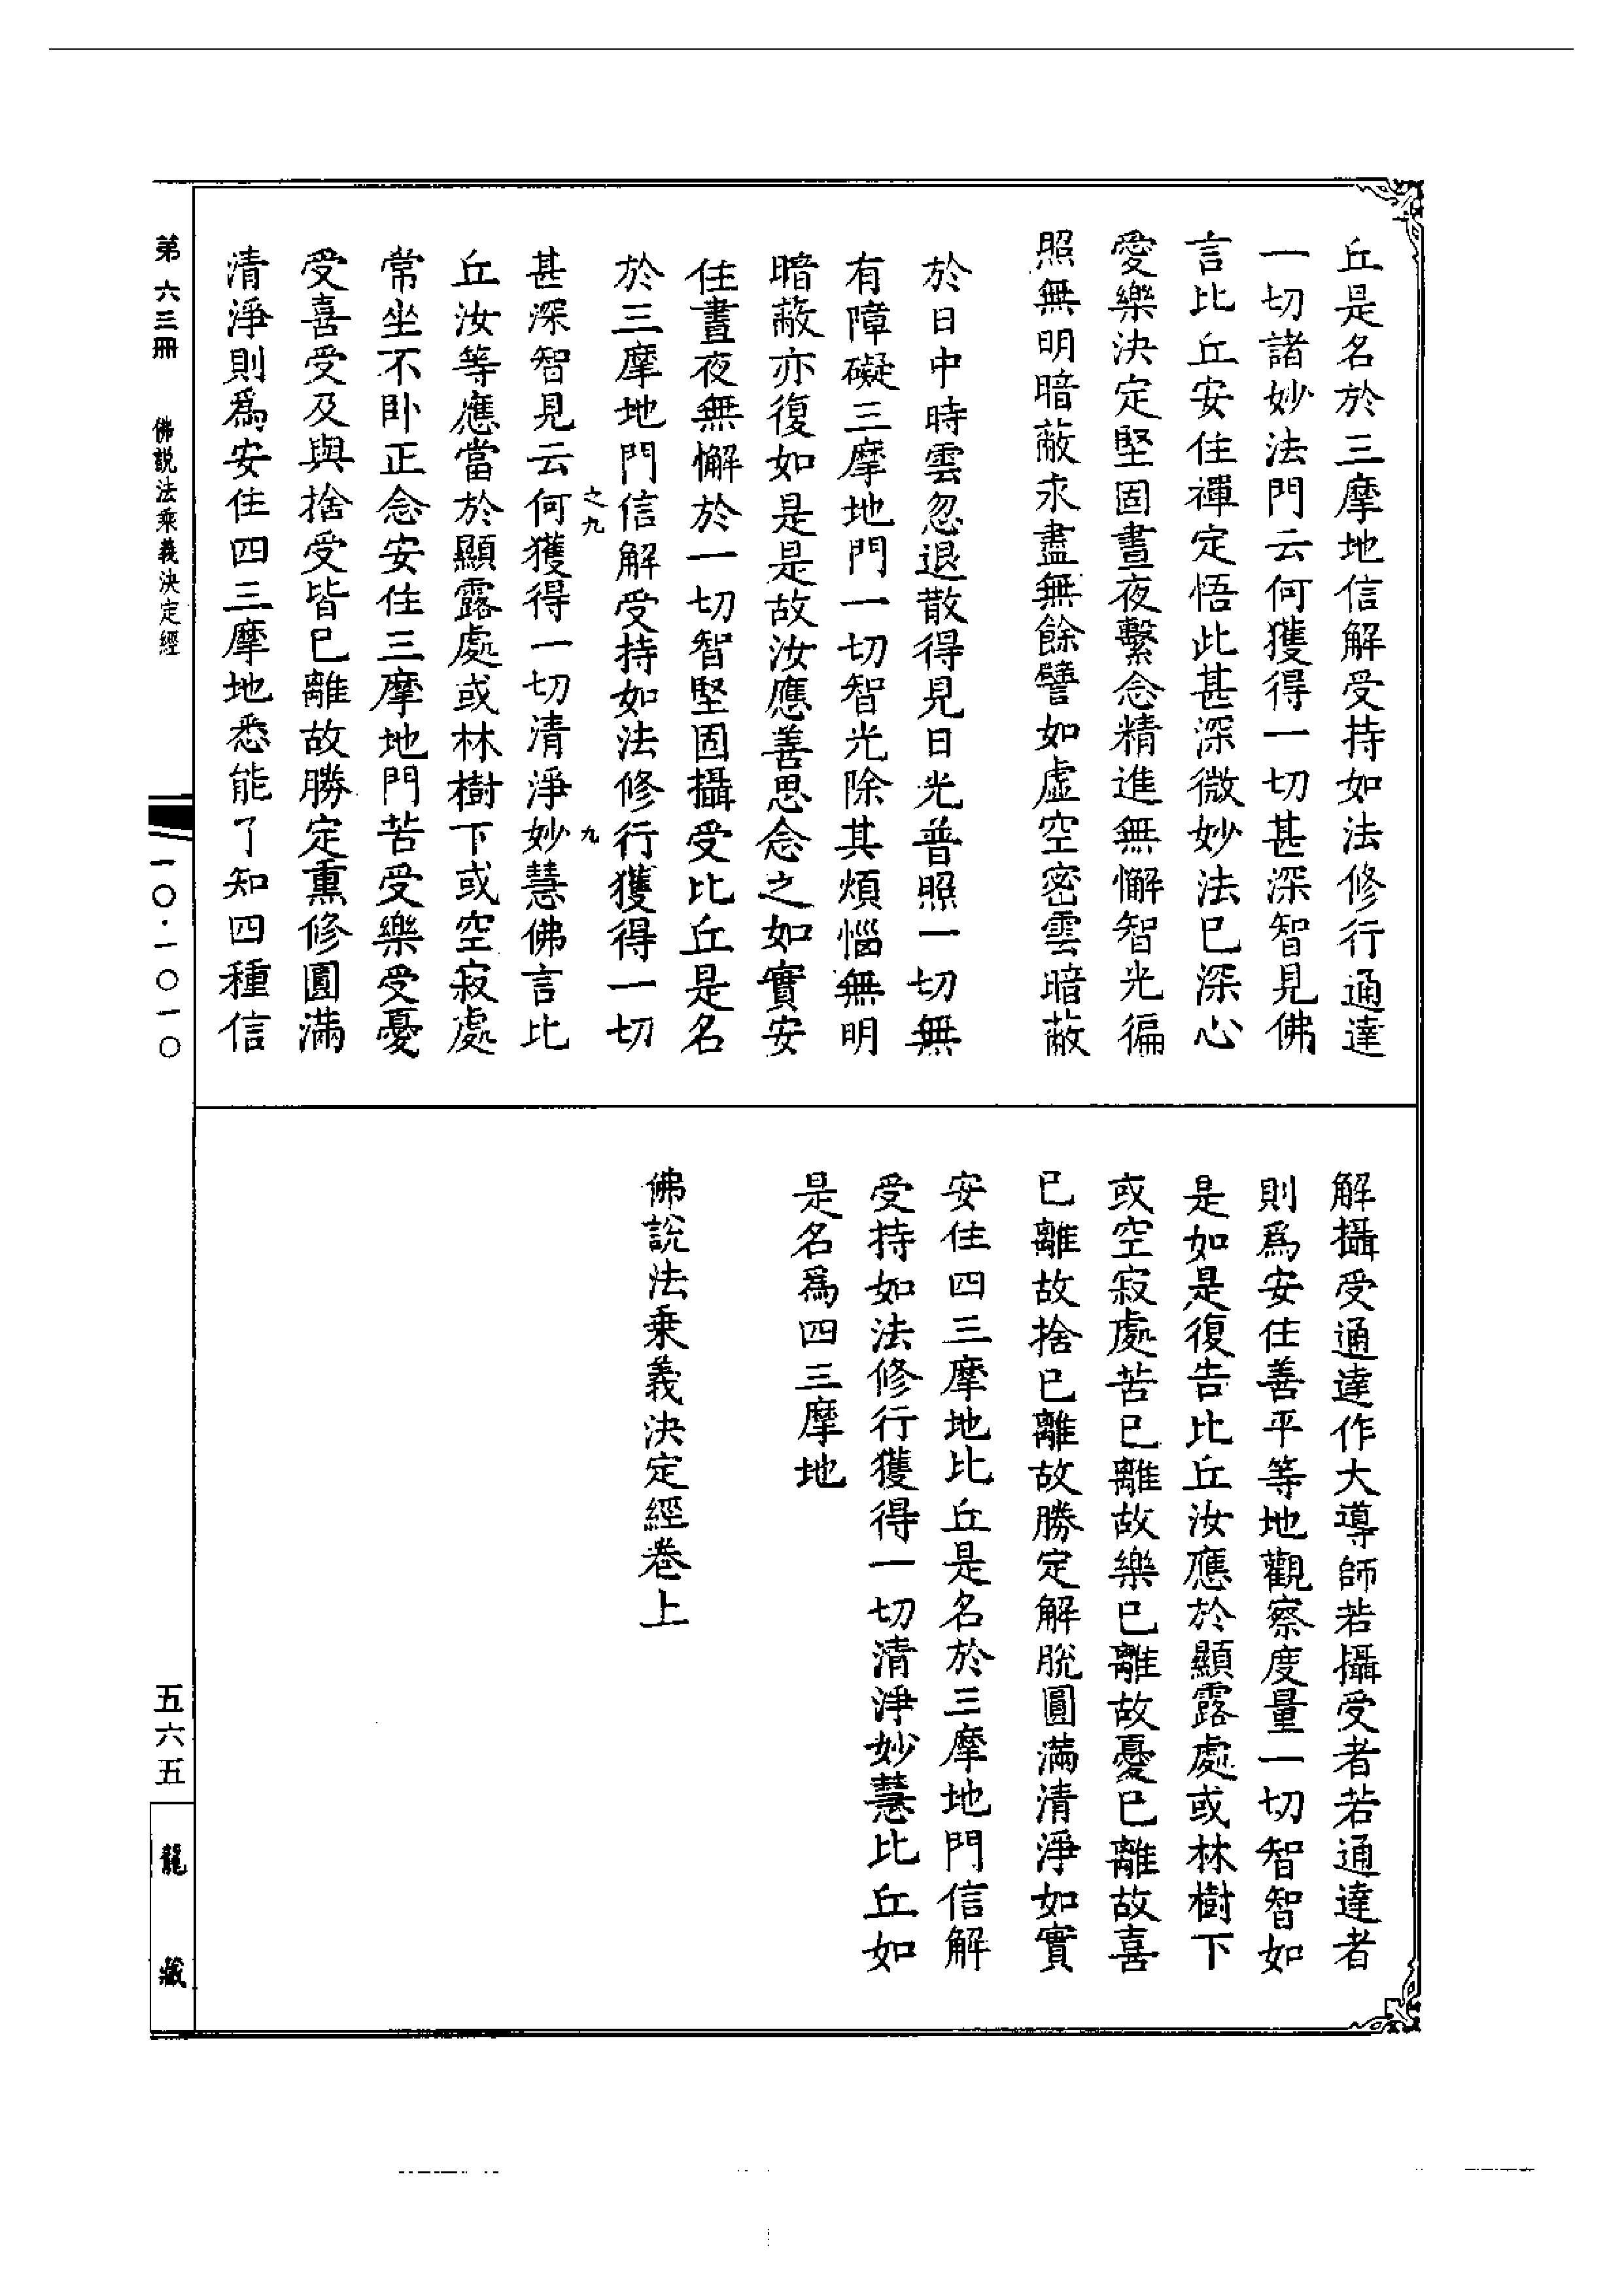 丘是名於三摩地信解受持如法修行通達
一切諸妙法門云何獲得一切甚深智見佛
言比丘安住禪定悟此甚深微妙法已深心
愛樂決定堅固晝夜繫念精進無懈智光徧
照無明暗蔽永盡無餘譬如虛空密雲暗蔽
於日中時雲忽退散得見日光普照一切無
有障礙三摩地門一切智光除其煩惱無明
暗蔽亦復如是是故汝應善思念之如實安
住晝夜無懈於一切智堅固攝受比丘是名
於三摩地門信解受持如法修行獲得一切
之九
九
甚深智見云何獲得一切清淨妙慧佛言比
丘汝等應當於顯露處或林樹下或空寂處
常坐不卧正念安住三摩地門苦受樂受憂
受喜受及與捨受皆已離故勝定熏修圓滿
清淨則爲安住四三摩地悉能了知四種信
解攝受通達作大導師若攝受者若通達者
則爲安住善平等地觀察度量一切智智如
是如是復告比丘汝應於顯露處或林樹下
或空寂處苦已離故樂已離故憂已離故喜
已離故捨已離故勝定解脫圓滿清淨如實
安住四三摩地比丘是名於三摩地門信解
受持如法修行獲得一切清淨妙慧比丘如
是名爲四三摩地
佛說法乘義決定經卷上
第六三冊 佛說法乘義決定經
一〇·一〇一〇
五六五
龍藏